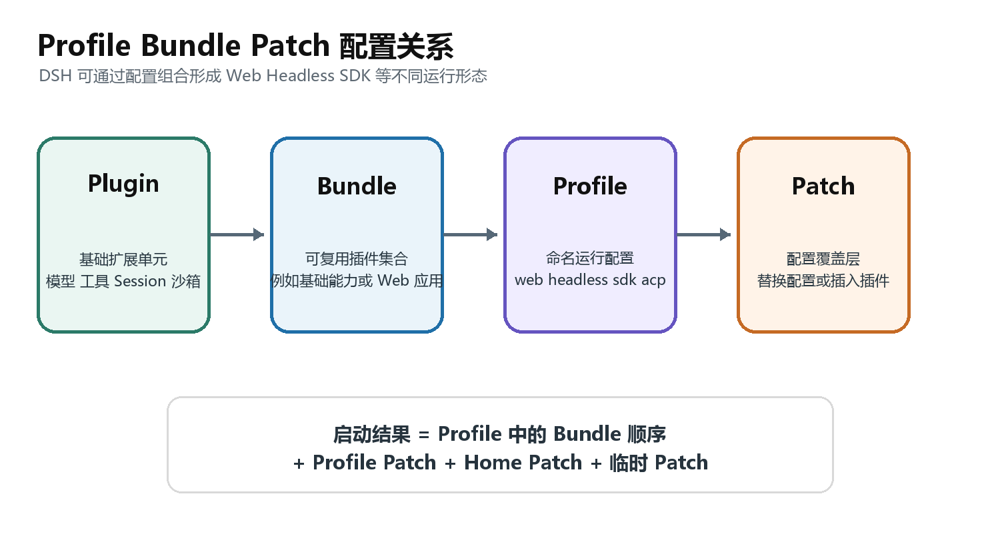 Profile Bundle Patch 配置关系
DSH 可通过配置组合形成 Web Headless SDK 等不同运行形态
Plugin
基础扩展单元
模型 工具 Session 沙箱
Bundle
可复用插件集合
例如基础能力或 Web 应用
Profile
命名运行配置
web headless sdk acp
Patch
配置覆盖层
替换配置或插入插件
启动结果 = Profile 中的 Bundle 顺序
+ Profile Patch + Home Patch + 临时 Patch